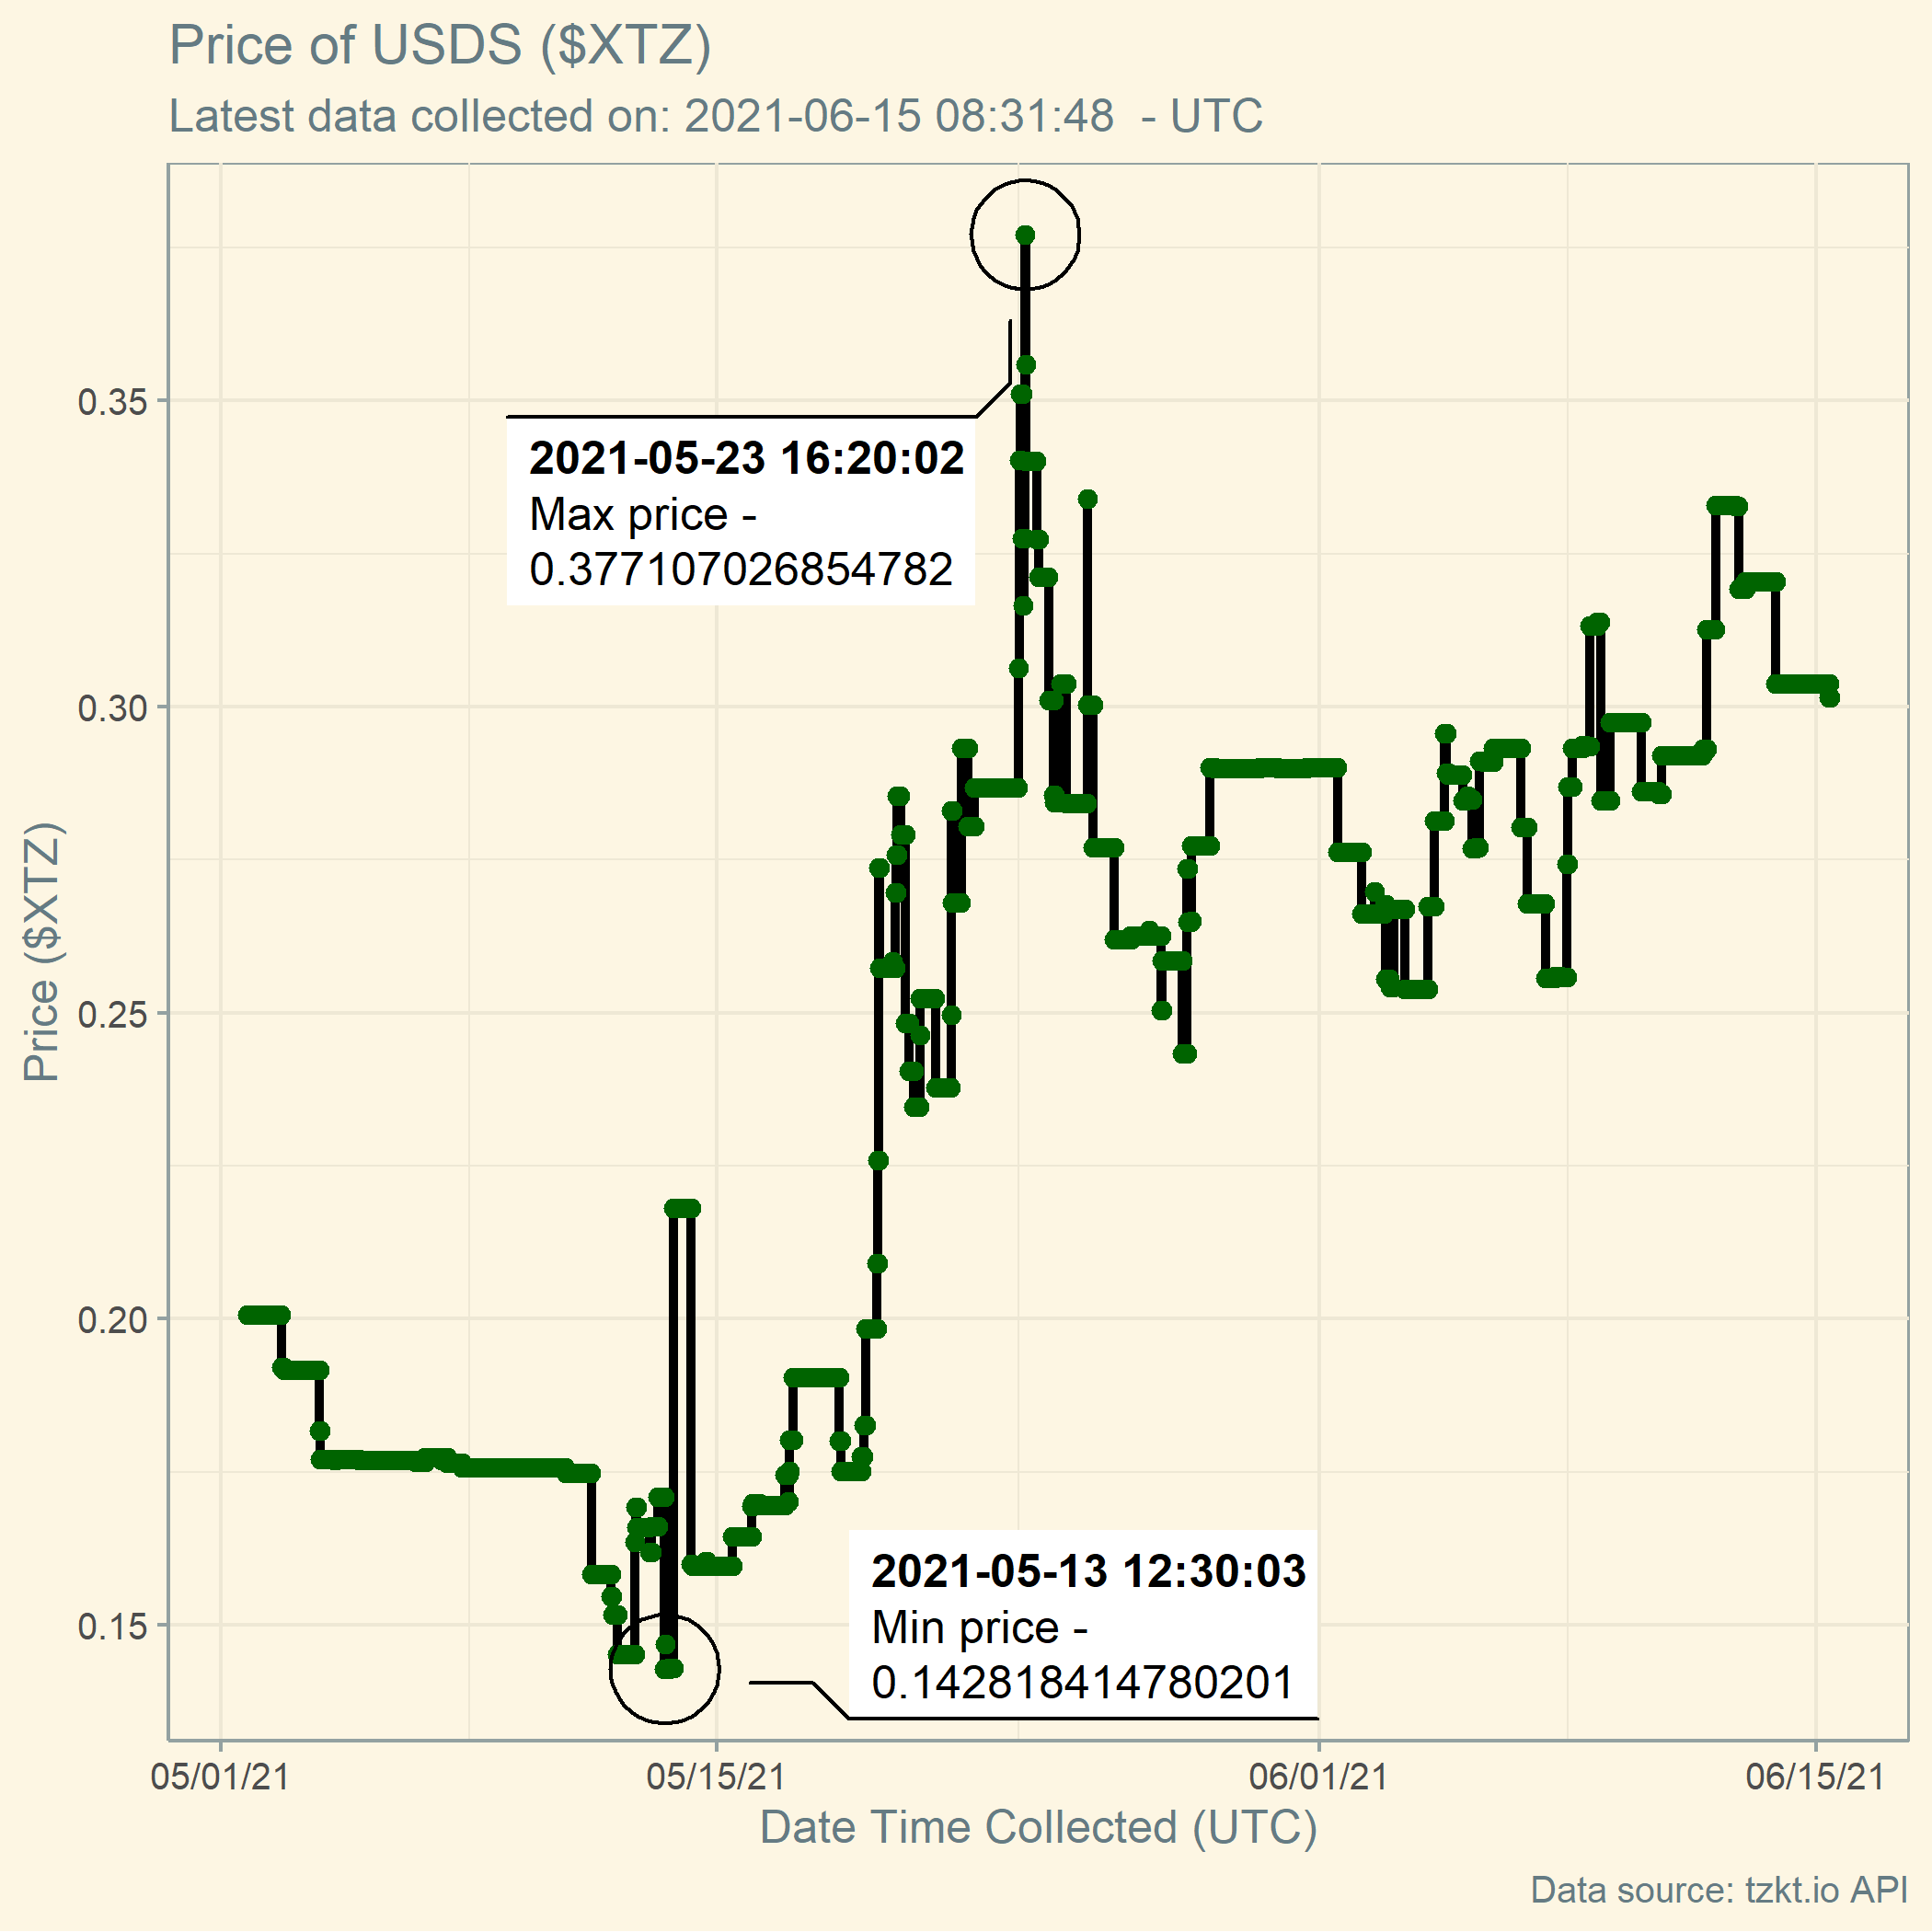 Price of USDS ($XTZ)
Latest data collected on: 2021-06-15 08:31:48  - UTC
2021-05-23 16:20:02
Max price -
0.377107026854782
2021-05-13 12:30:03
Min price -
0.142818414780201
Price ($XTZ)
0.35
0.30
0.25
0.20
0.15
05/01/21
05/15/21
06/01/21
06/15/21
Date Time Collected (UTC)
Data source: tzkt.io API